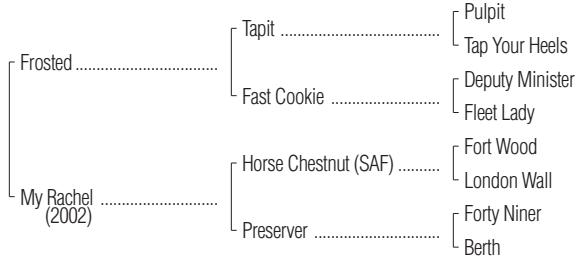 Pulpit
Tapit ................................
Tap Your Heels
Frosted ..................................
Deputy Minister
Fast Cookie ..........................
Fleet Lady
Fort Wood
Horse Chestnut (SAF) ..........
London Wall
My Rachel ............................
(2002)
Forty Niner
Preserver .............................
Berth